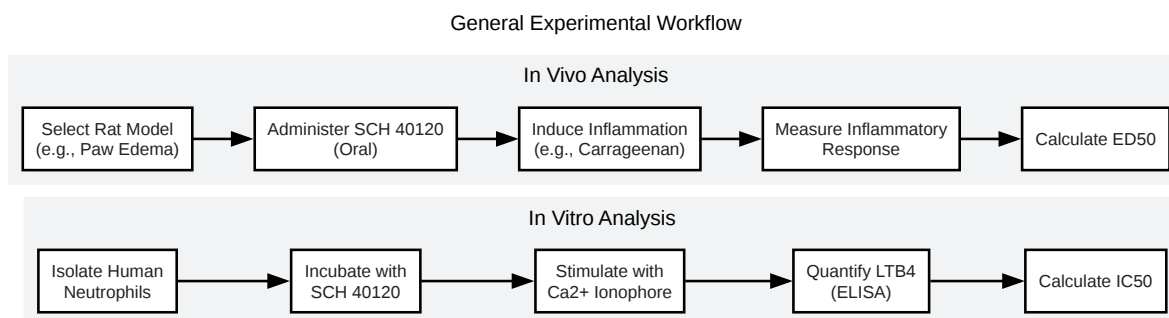 General Experimental Workflow
In Vivo Analysis
Select Rat Model
(e.g., Paw Edema)
Administer SCH 40120
(Oral)
Induce Inflammation
(e.g., Carrageenan)
Measure Inflammatory
Response
Calculate ED50
In Vitro Analysis
Isolate Human
Neutrophils
Incubate with
SCH 40120
Stimulate with
Ca2+ Ionophore
Quantify LTB4
(ELISA)
Calculate IC50